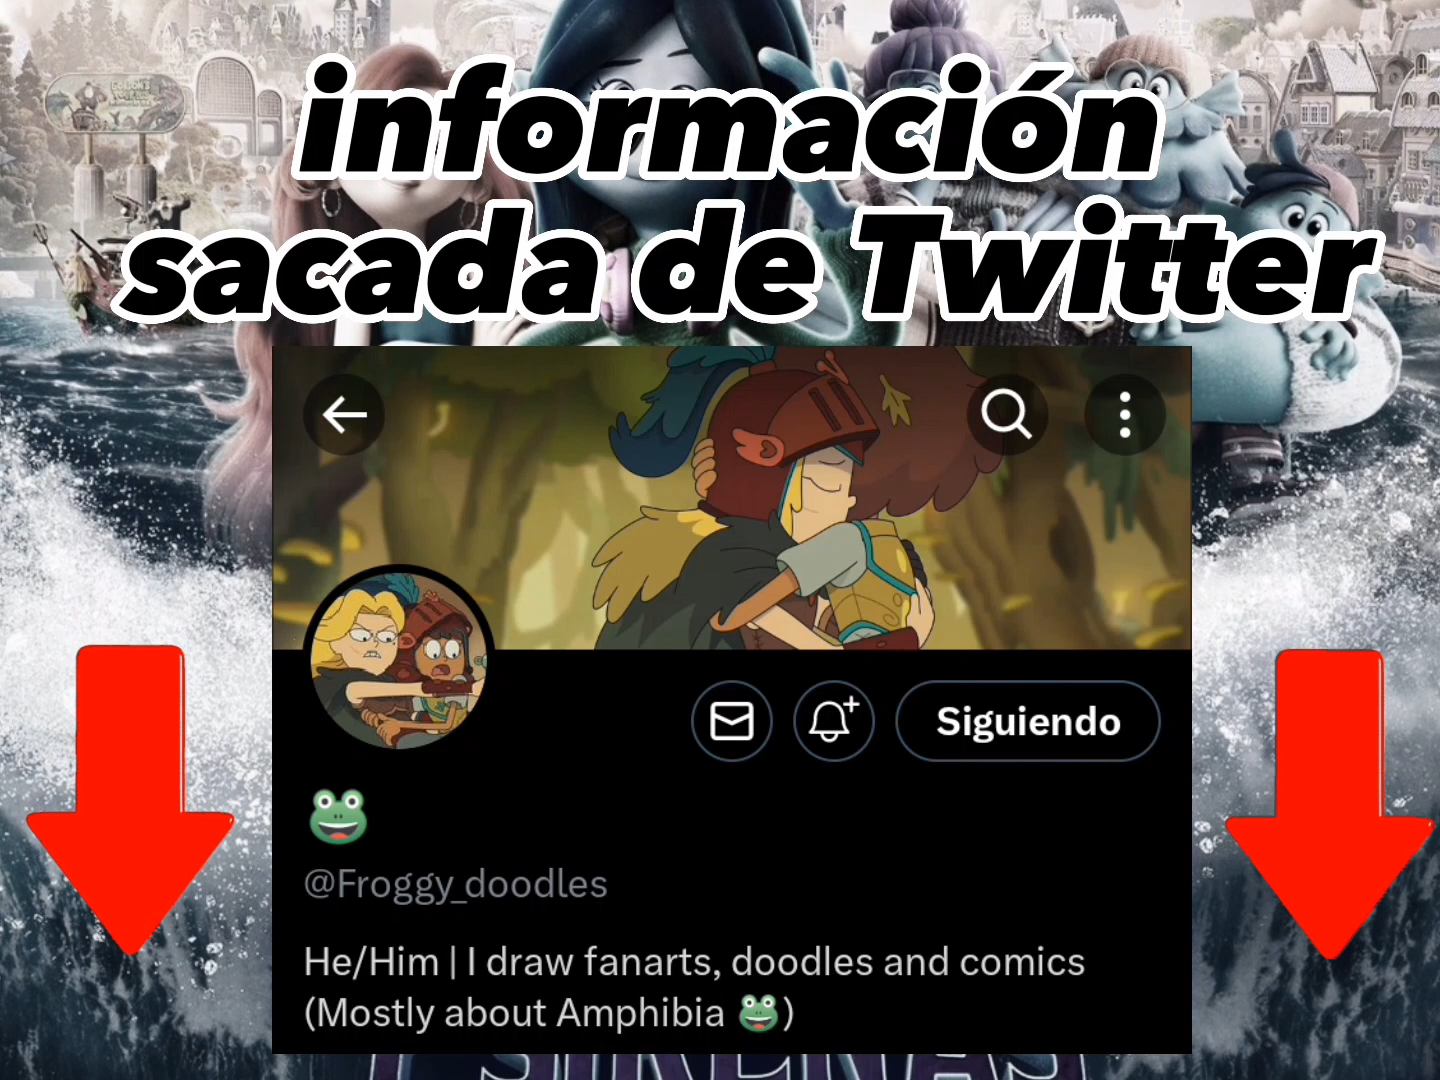 información
sacada de Twitter
Siguiendo
🐸
@Froggy_doodles
He/Him | I draw fanarts, doodles and comics
(Mostly about Amphibia 🐸)